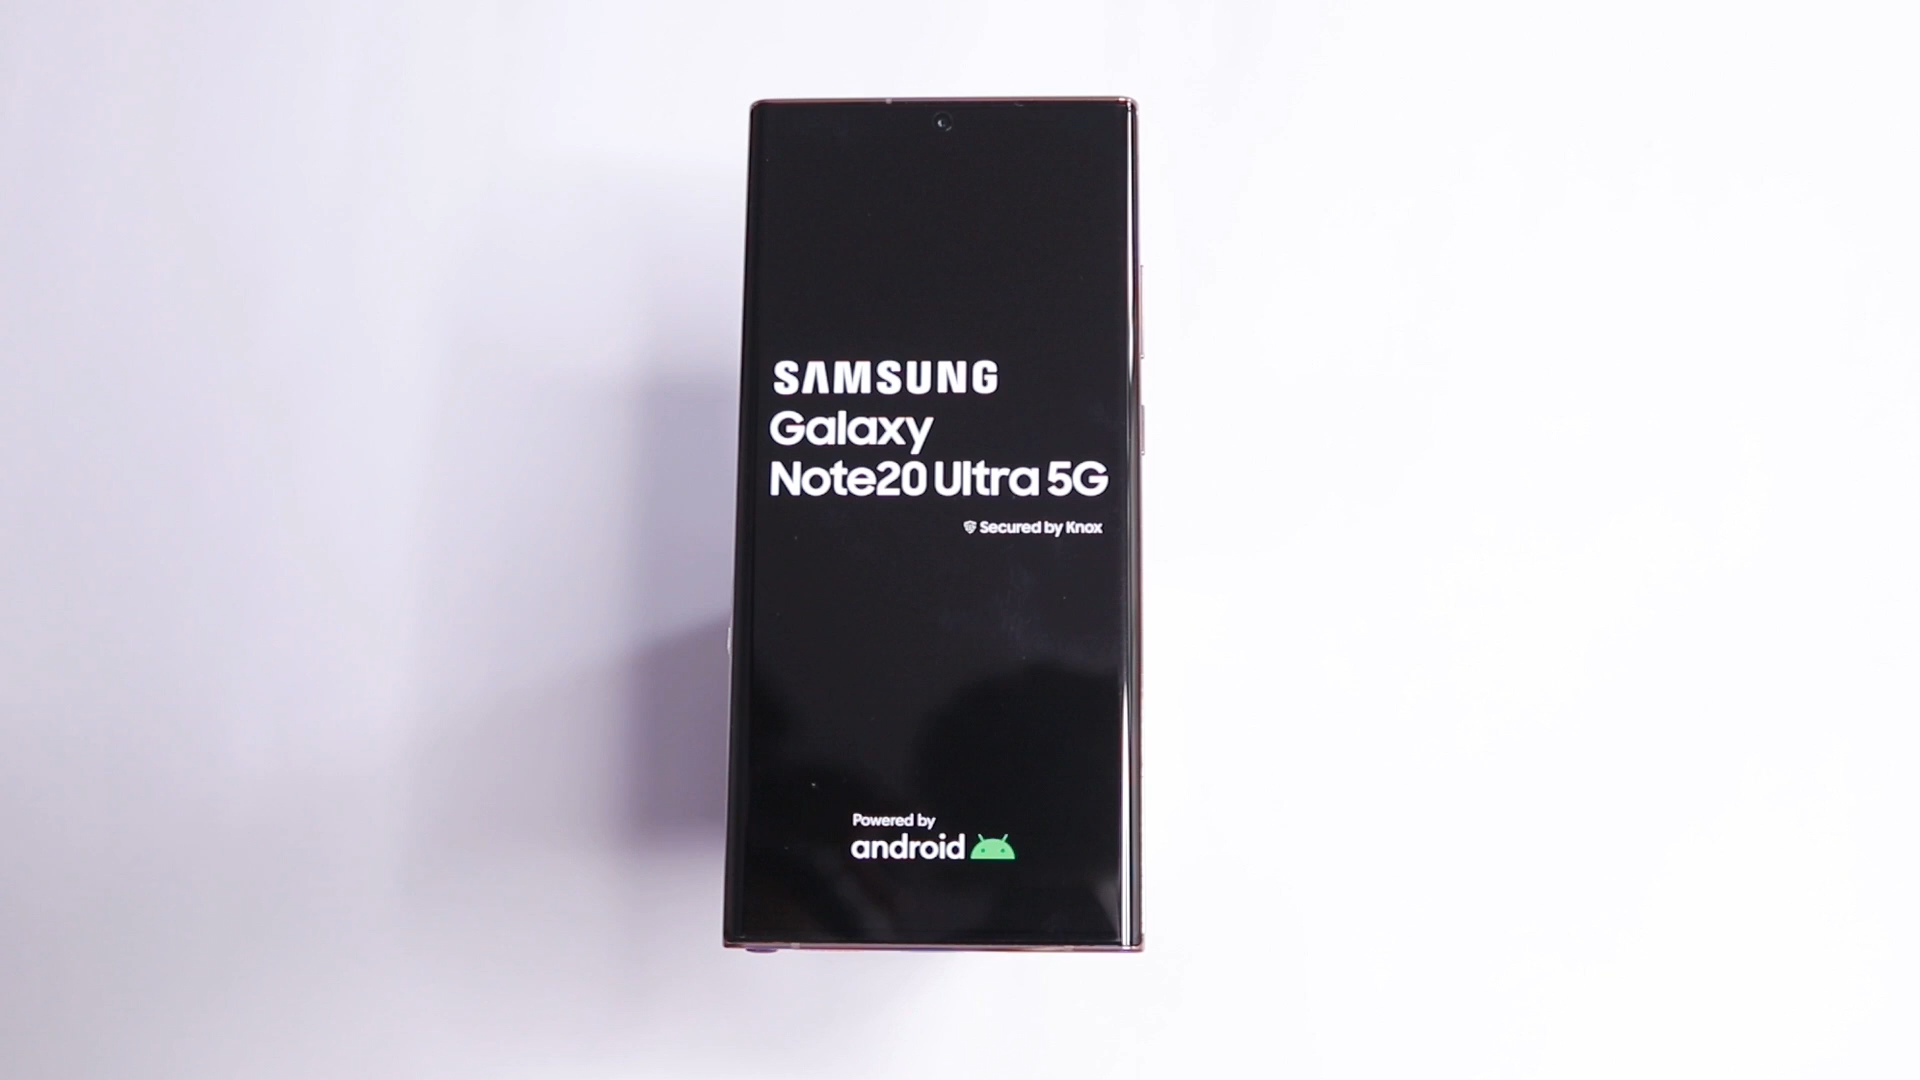 SAMSUNG
Galaxy
Note20 Ultra 5G
Secured by Knox
Powered by
android